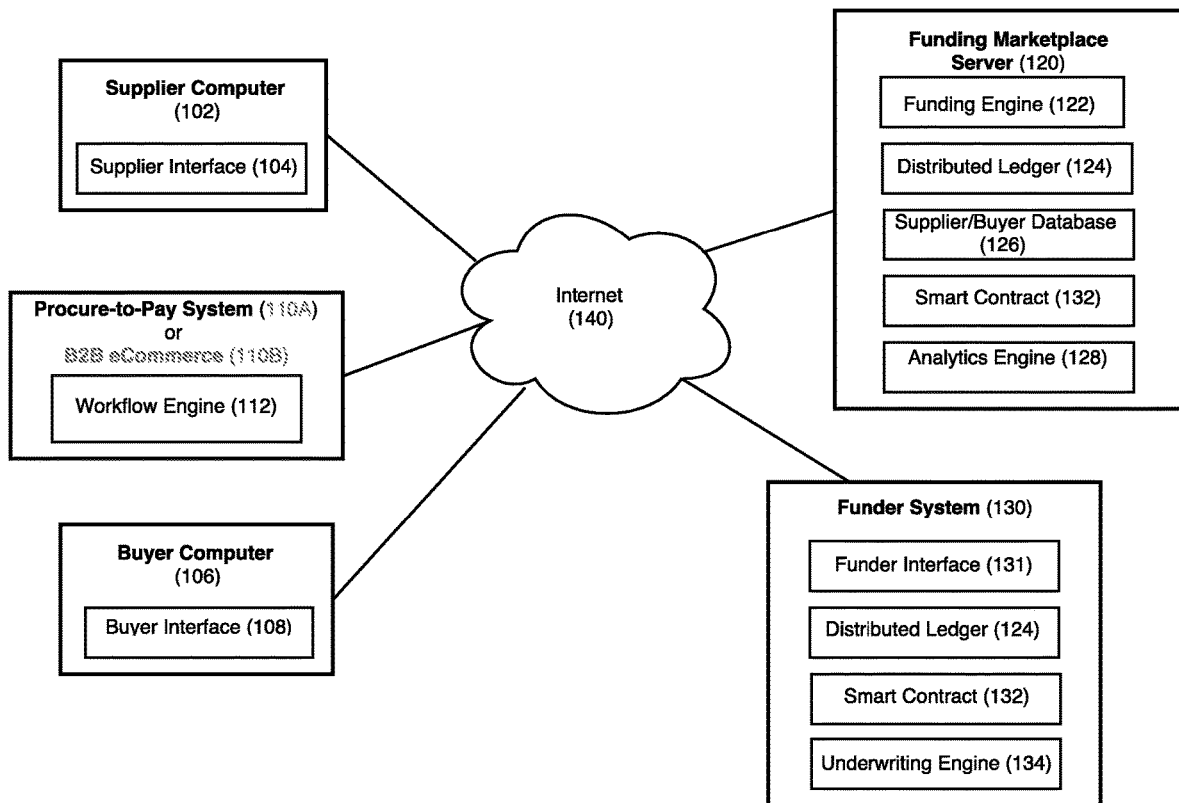 Supplier Computer
(102)
Supplier Interface (104)
Procure-to-Pay System (110A)
or
B2B eCommerce (110B)
Workflow Engine (112)
Buyer Computer
(106)
Buyer Interface (108)
Internet
(140)
Funding Marketplace
Server (120)
Funding Engine (122)
Distributed Ledger (124)
Supplier/Buyer Database
(126)
Smart Contract (132)
Analytics Engine (128)
Funder System (130)
Funder Interface (131)
Distributed Ledger (124)
Smart Contract (132)
Underwriting Engine (134)